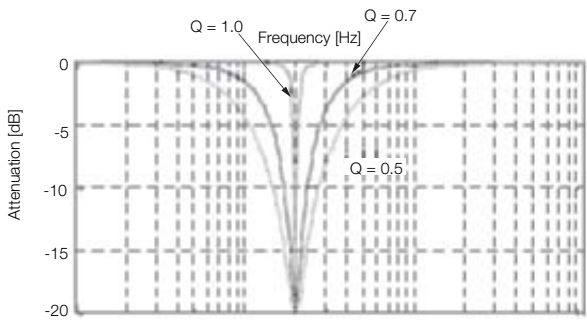 Q = 1.0
Q = 0.7
Frequency [Hz]
0
-5
-10
-15
-20
Attenuation [dB]
Q = 0.5